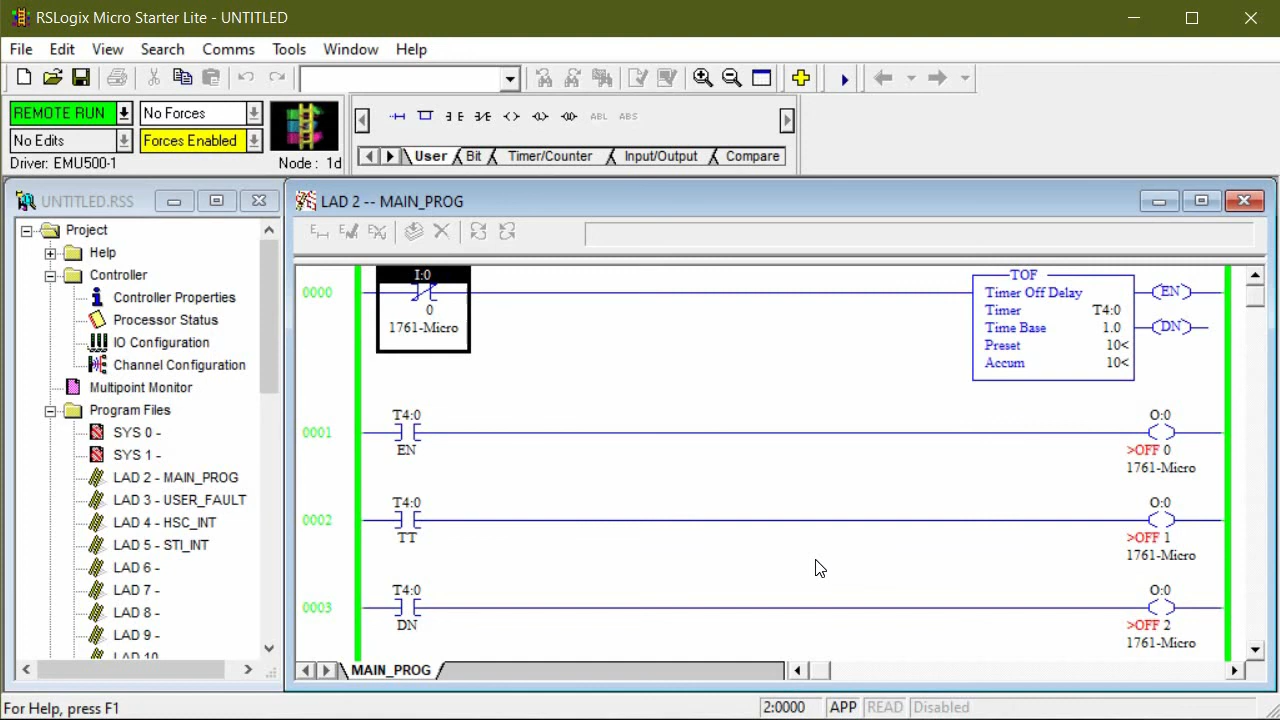 RSLogix Micro Starter Lite - UNTITLED
File Edit View Search Comms Tools Window Help
REMOTE RUN No Forces
No Edits Forces Enabled
Driver: EMU500-1 Node : 1d
ABL ABS
User Bit Timer/Counter Input/Output Compare
UNTITLED.RSS
Project
Help
Controller
Controller Properties
Processor Status
IO Configuration
Channel Configuration
Multipoint Monitor
Program Files
SYS 0 -
SYS 1 -
LAD 2 - MAIN_PROG
LAD 3 - USER_FAULT
LAD 4 - HSC_INT
LAD 5 - STI_INT
LAD 6 -
LAD 7 -
LAD 8 -
LAD 9 -
LAD 10
LAD 2 -- MAIN_PROG
0000
I:0
0
1761-Micro
TOF
Timer Off Delay
Timer T4:0
Time Base 1.0
Preset 10<
Accum 10<
EN
DN
0001
T4:0
EN
O:0
>OFF 0
1761-Micro
0002
T4:0
TT
O:0
>OFF 1
1761-Micro
0003
T4:0
DN
O:0
>OFF 2
1761-Micro
MAIN_PROG
For Help, press F1 2:0000 APP READ Disabled